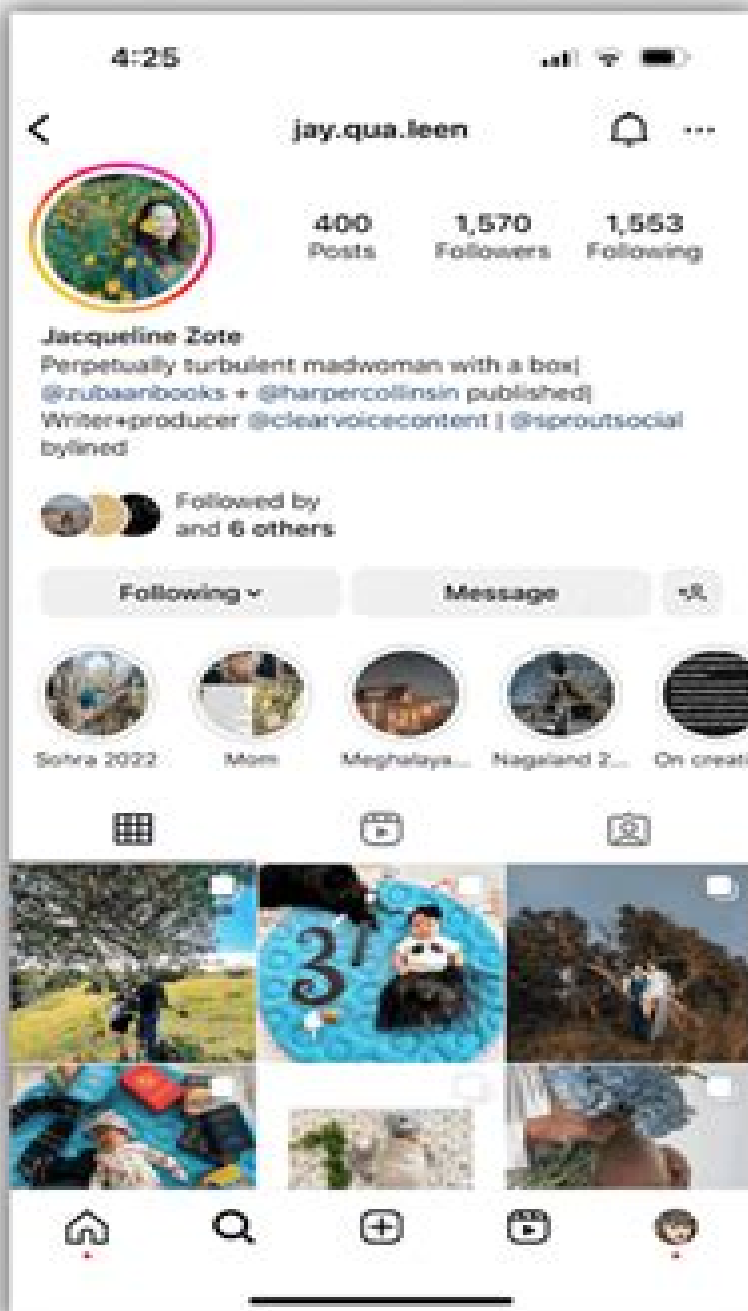 4:25
jay.qua.leen
400 1,570 1,553
Posts Followers Following
Jacqueline Zote
Perpetually turbulent madwoman with a box|
@zubaanbooks + @harpercollinsin published|
Writer+producer @clearvoicecontent | @sproutsocial
bylined
Followed by
and 6 others
Following Message
Sohra 2022 Mom Meghalaya... Nagaland 2... On creati
3